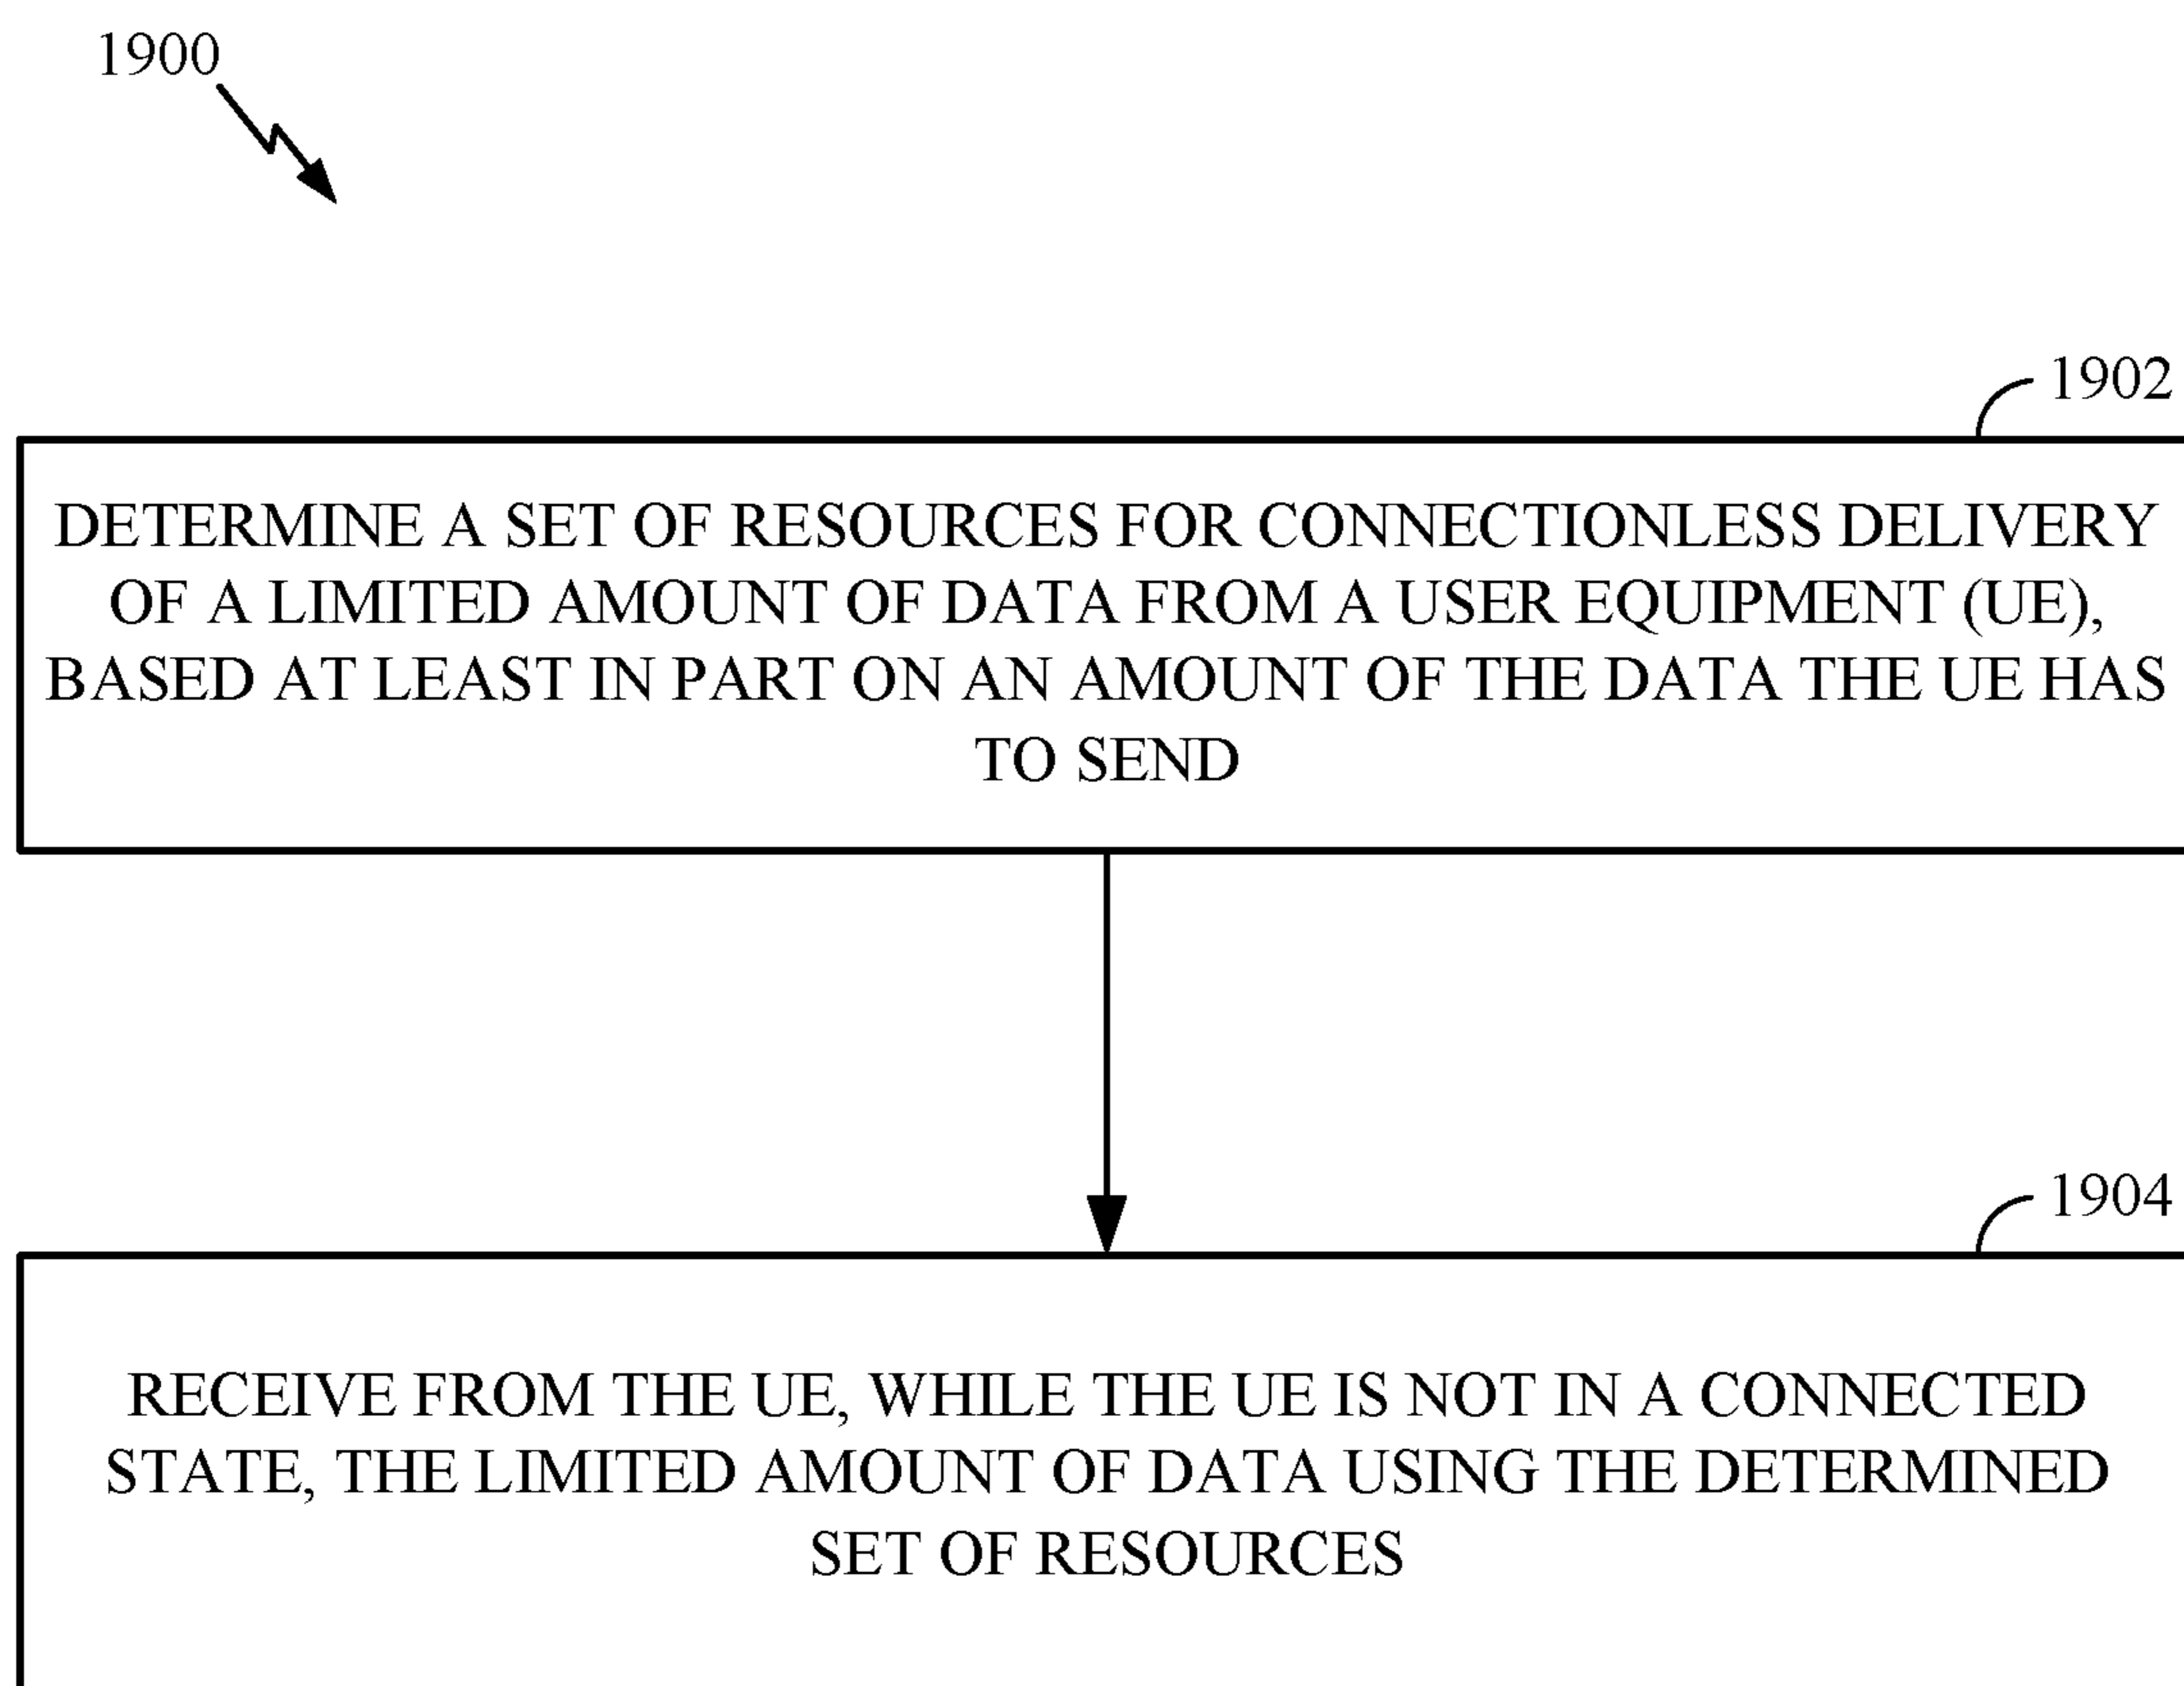 1900
1902
DETERMINE A SET OF RESOURCES FOR CONNECTIONLESS DELIVERY
OF A LIMITED AMOUNT OF DATA FROM A USER EQUIPMENT (UE),
BASED AT LEAST IN PART ON AN AMOUNT OF THE DATA THE UE HAS
TO SEND
1904
RECEIVE FROM THE UE, WHILE THE UE IS NOT IN A CONNECTED
STATE, THE LIMITED AMOUNT OF DATA USING THE DETERMINED
SET OF RESOURCES